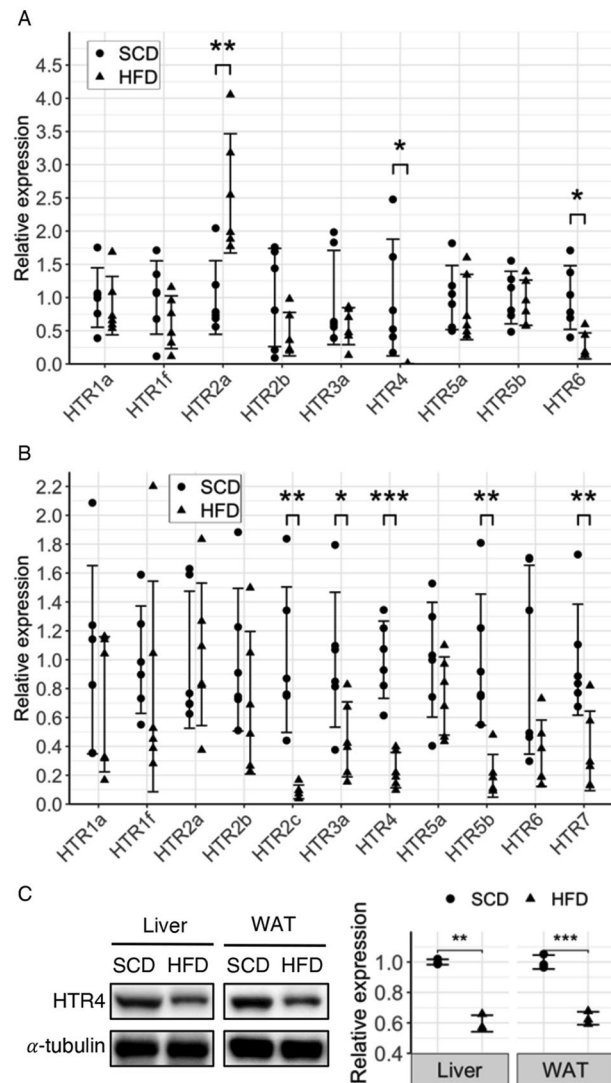 A
SCD
HFD
** * *
Relative expression
4.5
4.0
3.5
3.0
2.5
2.0
1.5
1.0
0.5
0.0
HTR1a HTR1f HTR2a HTR2b HTR3a HTR4 HTR5a HTR5b HTR6
B
SCD
HFD
** * *** ** **
Relative expression
2.2
2.0
1.8
1.6
1.4
1.2
1.0
0.8
0.6
0.4
0.2
0.0
HTR1a HTR1f HTR2a HTR2b HTR2c HTR3a HTR4 HTR5a HTR5b HTR6 HTR7
C
Liver WAT
SCD HFD SCD HFD
HTR4
α-tubulin
SCD HFD
** ***
Relative expression
1.0
0.8
0.6
0.4
Liver WAT